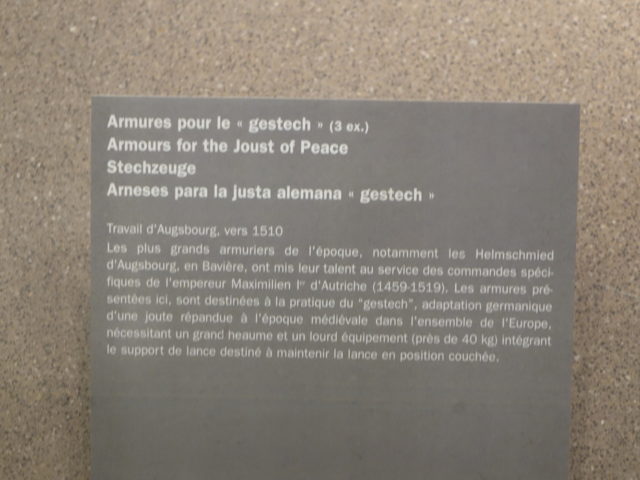 Armures pour le « gestech » (3 ex.)
Armours for the Joust of Peace
Stechzeuge
Arneses para la justa alemana « gestech »
Travail d'Augsbourg, vers 1510
Les plus grands armuriers de l'époque, notamment les Helmschmied
d'Augsbourg, en Bavière, ont mis leur talent au service des commandes spéci-
fiques de l'empereur Maximilien Iᵉʳ d'Autriche (1459-1519). Les armures pré-
sentées ici, sont destinées à la pratique du "gestech", adaptation germanique
d'une joute répandue à l'époque médiévale dans l'ensemble de l'Europe,
nécessitant un grand heaume et un lourd équipement (près de 40 kg) intégrant
le support de lance destiné à maintenir la lance en position couchée.